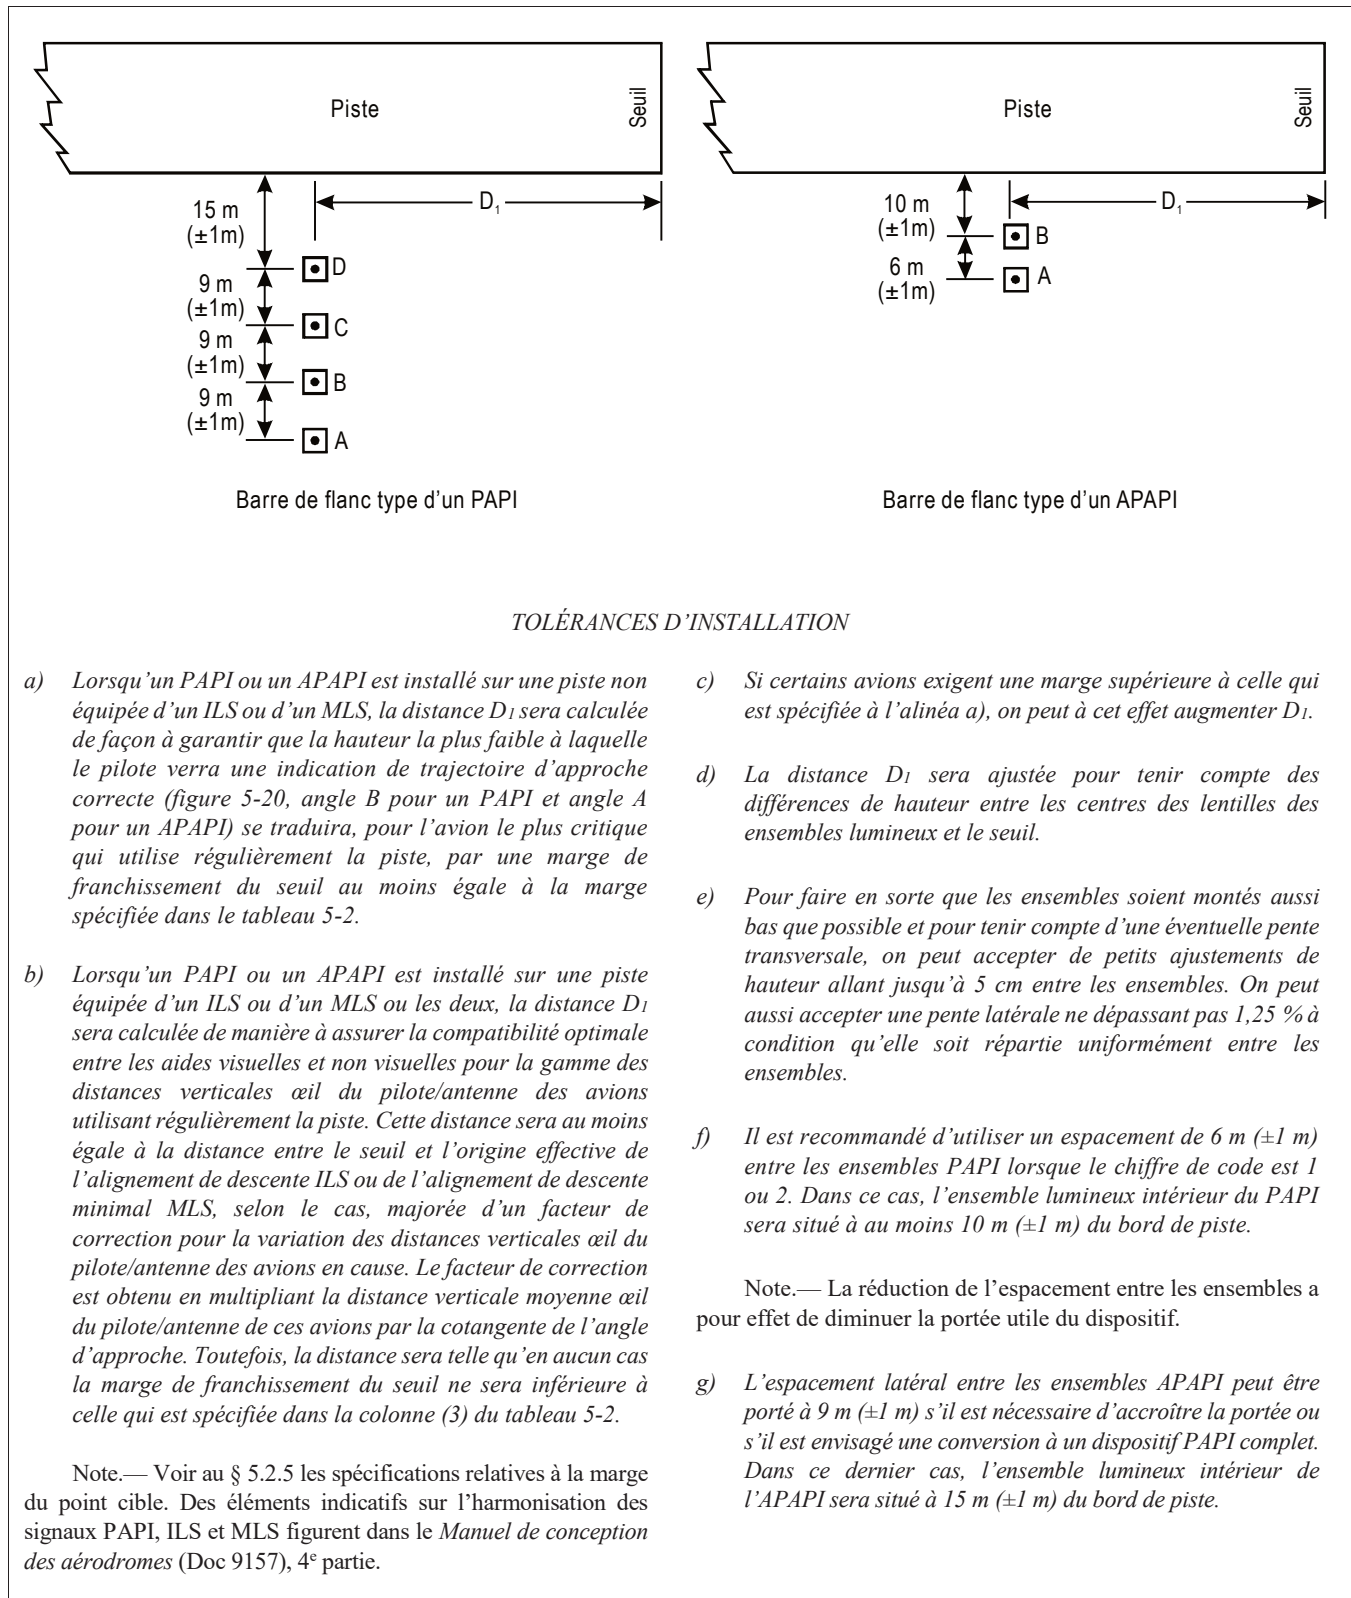 Piste
Seuil
15 m
(±1m)
D₁
D
9 m
(±1m)
C
9 m
(±1m)
B
9 m
(±1m)
A
Barre de flanc type d’un PAPI
Piste
Seuil
10 m
(±1m)
D₁
B
6 m
(±1m)
A
Barre de flanc type d’un APAPI
TOLÉRANCES D’INSTALLATION
a) Lorsqu’un PAPI ou un APAPI est installé sur une piste non
équipée d’un ILS ou d’un MLS, la distance D₁ sera calculée
de façon à garantir que la hauteur la plus faible à laquelle
le pilote verra une indication de trajectoire d’approche
correcte (figure 5-20, angle B pour un PAPI et angle A
pour un APAPI) se traduira, pour l’avion le plus critique
qui utilise régulièrement la piste, par une marge de
franchissement du seuil au moins égale à la marge
spécifiée dans le tableau 5-2.
b) Lorsqu’un PAPI ou un APAPI est installé sur une piste
équipée d’un ILS ou d’un MLS ou les deux, la distance D₁
sera calculée de manière à assurer la compatibilité optimale
entre les aides visuelles et non visuelles pour la gamme des
distances verticales œil du pilote/antenne des avions
utilisant régulièrement la piste. Cette distance sera au moins
égale à la distance entre le seuil et l’origine effective de
l’alignement de descente ILS ou de l’alignement de descente
minimal MLS, selon le cas, majorée d’un facteur de
correction pour la variation des distances verticales œil du
pilote/antenne des avions en cause. Le facteur de correction
est obtenu en multipliant la distance verticale moyenne œil
du pilote/antenne de ces avions par la cotangente de l’angle
d’approche. Toutefois, la distance sera telle qu’en aucun cas
la marge de franchissement du seuil ne sera inférieure à
celle qui est spécifiée dans la colonne (3) du tableau 5-2.
Note.— Voir au § 5.2.5 les spécifications relatives à la marge
du point cible. Des éléments indicatifs sur l’harmonisation des
signaux PAPI, ILS et MLS figurent dans le Manuel de conception
des aérodromes (Doc 9157), 4ᵉ partie.
c) Si certains avions exigent une marge supérieure à celle qui
est spécifiée à l’alinéa a), on peut à cet effet augmenter D₁.
d) La distance D₁ sera ajustée pour tenir compte des
différences de hauteur entre les centres des lentilles des
ensembles lumineux et le seuil.
e) Pour faire en sorte que les ensembles soient montés aussi
bas que possible et pour tenir compte d’une éventuelle pente
transversale, on peut accepter de petits ajustements de
hauteur allant jusqu’à 5 cm entre les ensembles. On peut
aussi accepter une pente latérale ne dépassant pas 1,25 % à
condition qu’elle soit répartie uniformément entre les
ensembles.
f) Il est recommandé d’utiliser un espacement de 6 m (±1 m)
entre les ensembles PAPI lorsque le chiffre de code est 1
ou 2. Dans ce cas, l’ensemble lumineux intérieur du PAPI
sera situé à au moins 10 m (±1 m) du bord de piste.
Note.— La réduction de l’espacement entre les ensembles a
pour effet de diminuer la portée utile du dispositif.
g) L’espacement latéral entre les ensembles APAPI peut être
porté à 9 m (±1 m) s’il est nécessaire d’accroître la portée ou
s’il est envisagé une conversion à un dispositif PAPI complet.
Dans ce dernier cas, l’ensemble lumineux intérieur de
l’APAPI sera situé à 15 m (±1 m) du bord de piste.